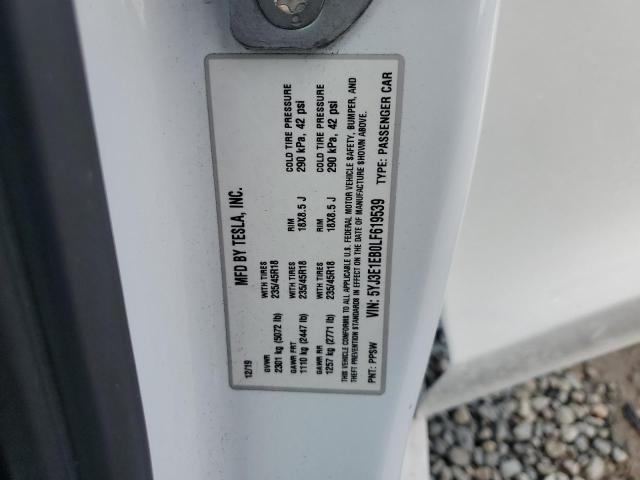 MFD BY TESLA, INC.
12/19
GVWR WITH TIRES RIM COLD TIRE PRESSURE
2301 kg (5072 lb) 235/45R18 18X8.5 J 290 kPa, 42 psi
GAWR FRT
1110 kg (2447 lb) 235/45R18
GAWR RR WITH TIRES RIM COLD TIRE PRESSURE
1257 kg (2771 lb) 235/45R18 18X8.5 J 290 kPa, 42 psi
THIS VEHICLE CONFORMS TO ALL APPLICABLE U.S. FEDERAL MOTOR VEHICLE SAFETY, BUMPER, AND
THEFT PREVENTION STANDARDS IN EFFECT ON THE DATE OF MANUFACTURE SHOWN ABOVE.
PNT: PPSW VIN: 5YJ3E1EB0LF619539 TYPE: PASSENGER CAR